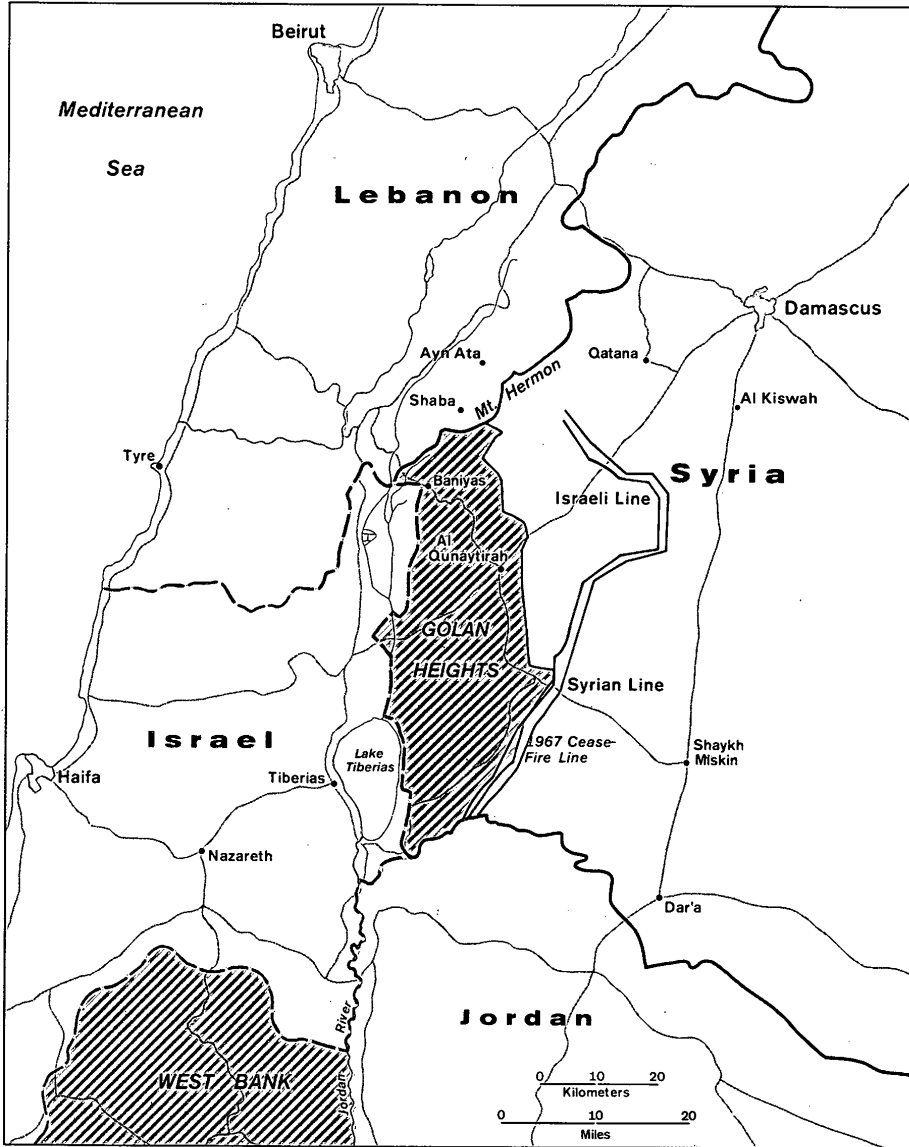 Beirut
Mediterranean
Sea
Lebanon
Damascus
Ayn Ata
Qatana
Mt. Hermon
Shaba
Al Kiswah
Tyre
Syria
Baniyas
Israeli Line
Al
Qunaytirah
GOLAN
HEIGHTS
Syrian Line
Israel
1967 Cease-
Fire Line
Shaykh
Miskin
Lake
Tiberias
Haifa
Tiberias
Nazareth
Dar'a
Jordan River
Jordan
WEST BANK
0 10 20
Kilometers
0 10 20
Miles